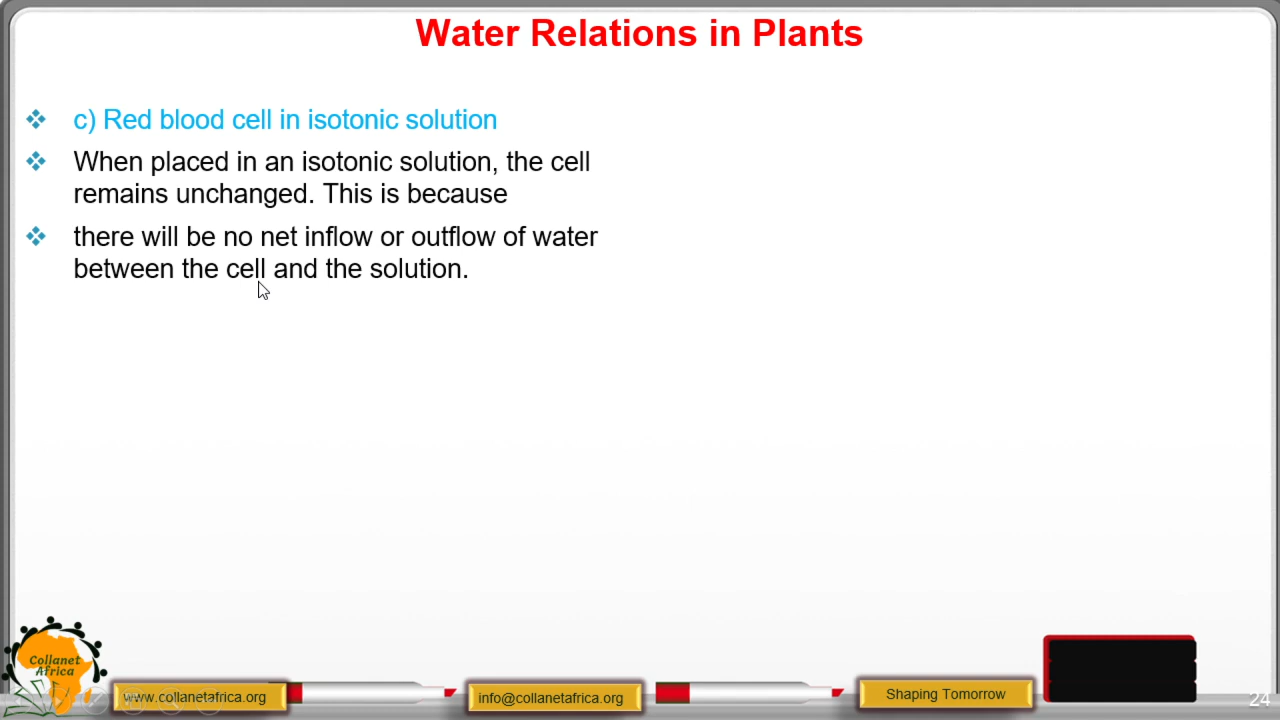 Water Relations in Plants
c) Red blood cell in isotonic solution
When placed in an isotonic solution, the cell
remains unchanged. This is because
there will be no net inflow or outflow of water
between the cell and the solution.
Collanet
Africa
www.collanetafrica.org
info@collanetafrica.org
Shaping Tomorrow
24